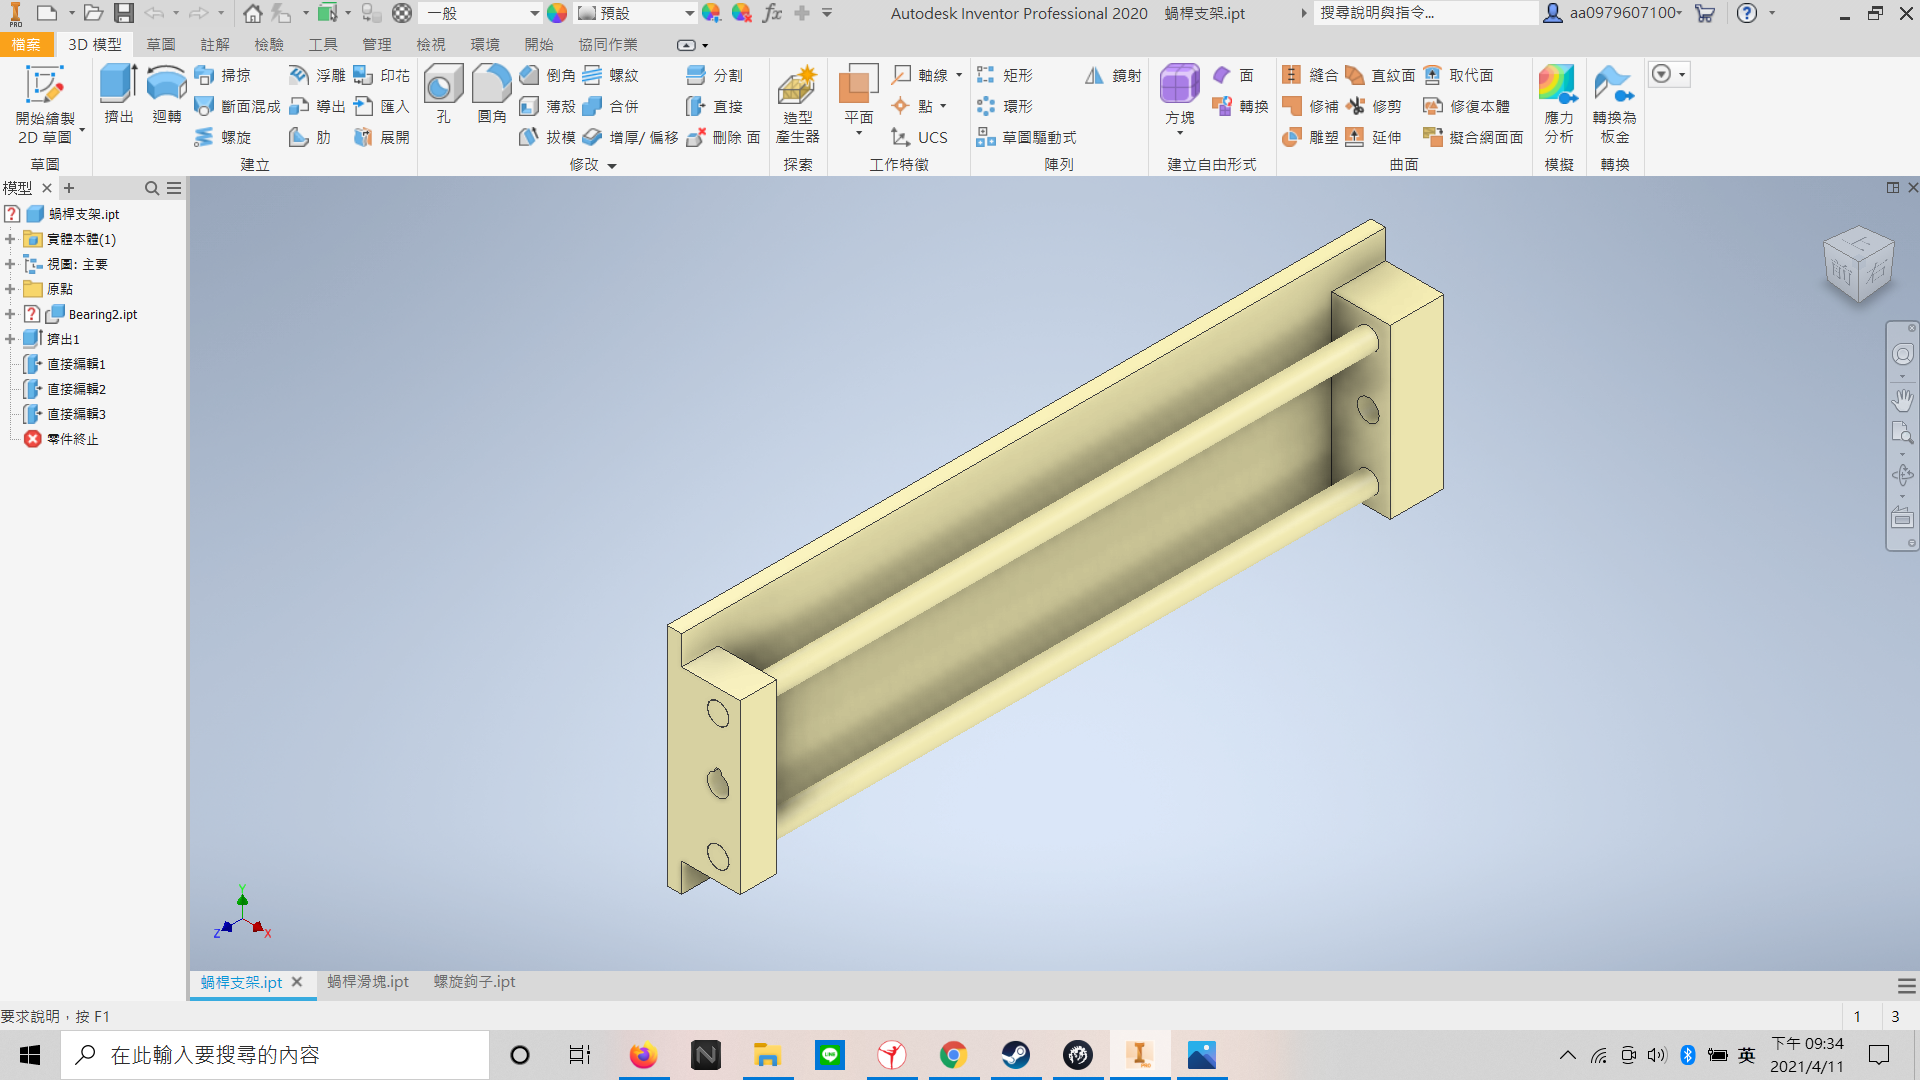 一般
預設
Autodesk Inventor Professional 2020 蝸桿支架.ipt
搜尋說明與指令...
aa0979607100
檔案 3D 模型 草圖 註解 檢驗 工具 管理 檢視 環境 開始 協同作業
開始繪製
2D 草圖
草圖
擠出 迴轉
掃掠 浮雕 印花
斷面混成 導出 匯入
螺旋 肋 展開
建立
孔 圓角
倒角 螺紋 分割
薄殼 合併 直接
拔模 增厚/ 偏移 刪除 面
修改
造型
產生器
探索
平面
軸線
點
UCS
工作特徵
矩形 鏡射
環形
草圖驅動式
陣列
方塊
面
轉換
建立自由形式
縫合 直紋面 取代面
修補 修剪 修復本體
雕塑 延伸 擬合網面面
曲面
應力
分析
模擬
轉換為
板金
轉換
模型
蝸桿支架.ipt
實體本體(1)
視圖: 主要
原點
Bearing2.ipt
擠出1
直接編輯1
直接編輯2
直接編輯3
零件終止
上
前
右
Y
Z
X
蝸桿支架.ipt 蝸桿滑塊.ipt 螺旋鉤子.ipt
要求說明，按 F1
1 3
在此輸入要搜尋的內容
英
下午 09:34
2021/4/11